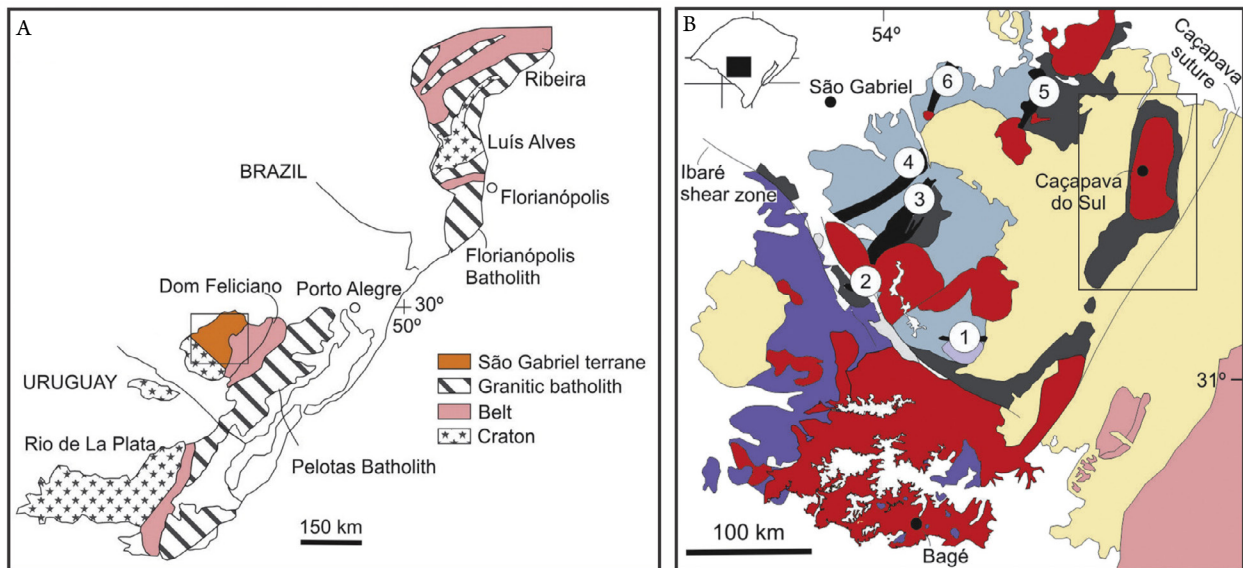 A
Ribeira
Luís Alves
BRAZIL
Florianópolis
Florianópolis
Batholith
Dom Feliciano
Porto Alegre
30º
50º
São Gabriel terrane
Granitic batholith
Belt
Craton
URUGUAY
Rio de La Plata
Pelotas Batholith
150 km
B
54º
Caçapava
suture
São Gabriel
6
5
Ibaré
shear zone
4
3
Caçapava
do Sul
2
1
31º
100 km
Bagé